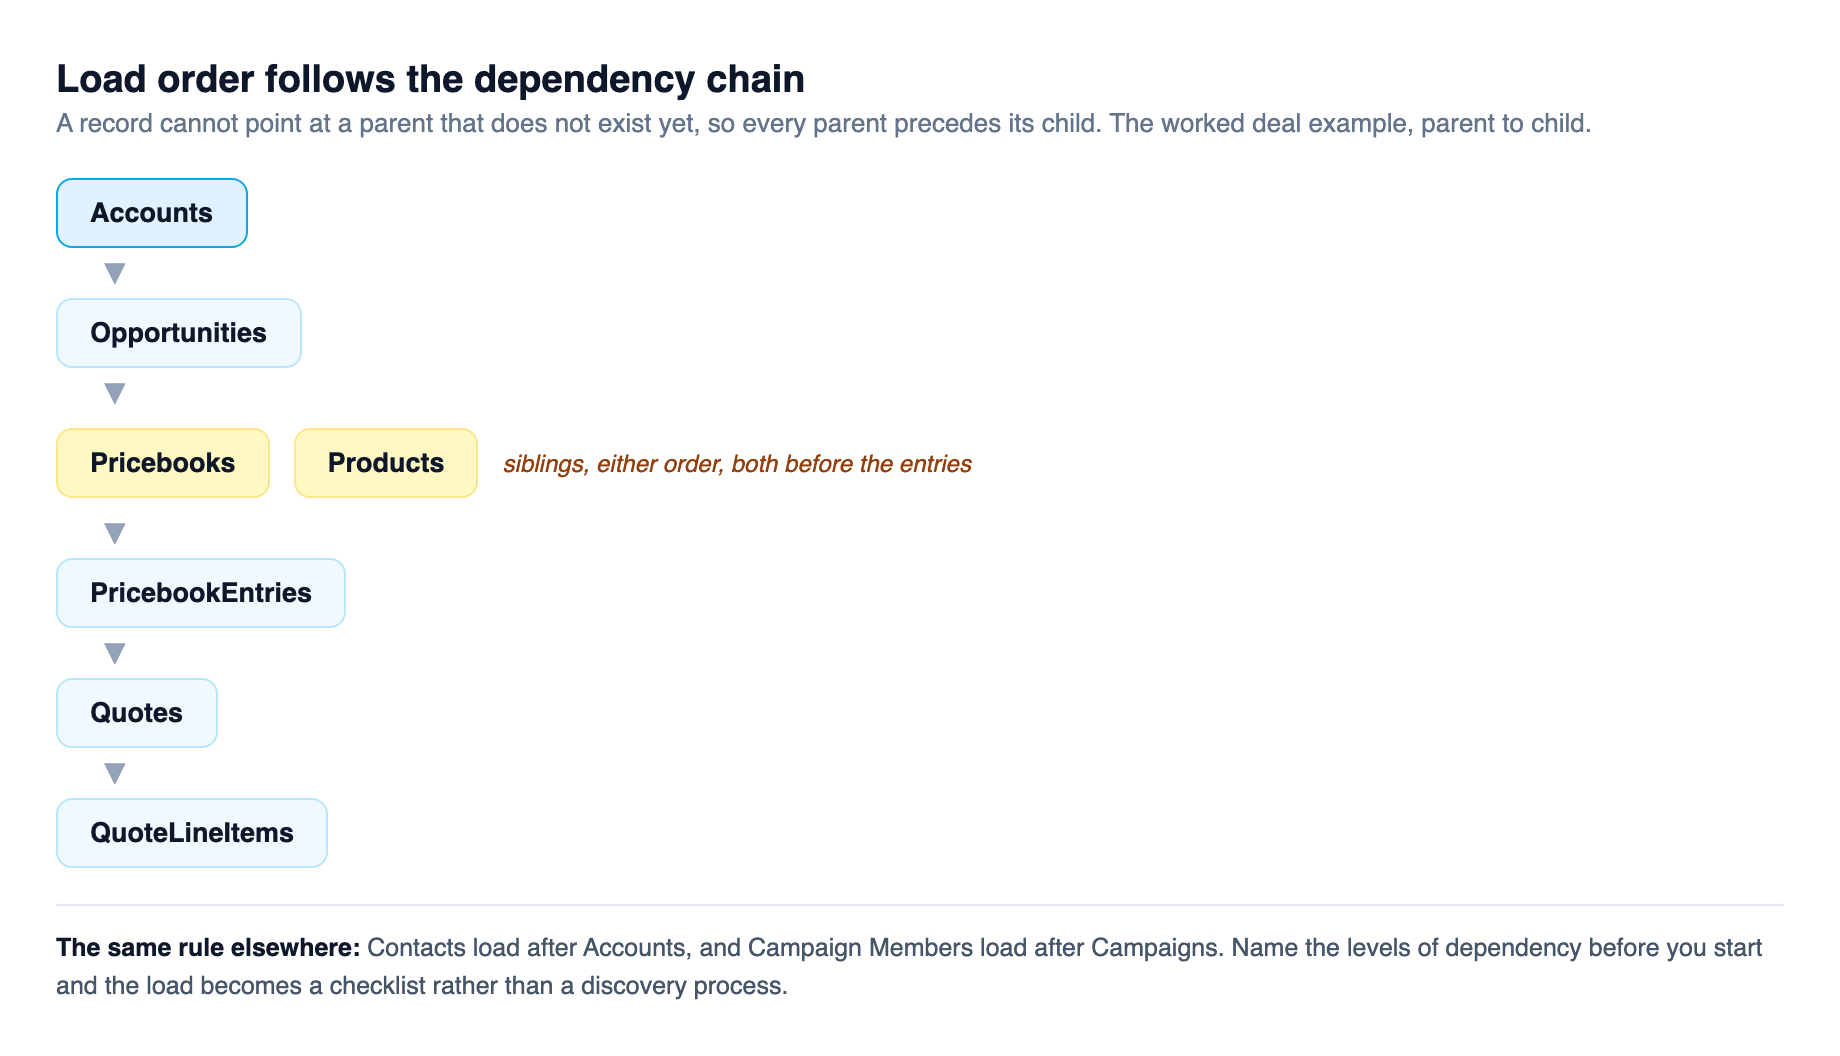 Load order follows the dependency chain
A record cannot point at a parent that does not exist yet, so every parent precedes its child. The worked deal example, parent to child.
Accounts
Opportunities
Pricebooks Products siblings, either order, both before the entries
PricebookEntries
Quotes
QuoteLineItems
The same rule elsewhere: Contacts load after Accounts, and Campaign Members load after Campaigns. Name the levels of dependency before you start
and the load becomes a checklist rather than a discovery process.